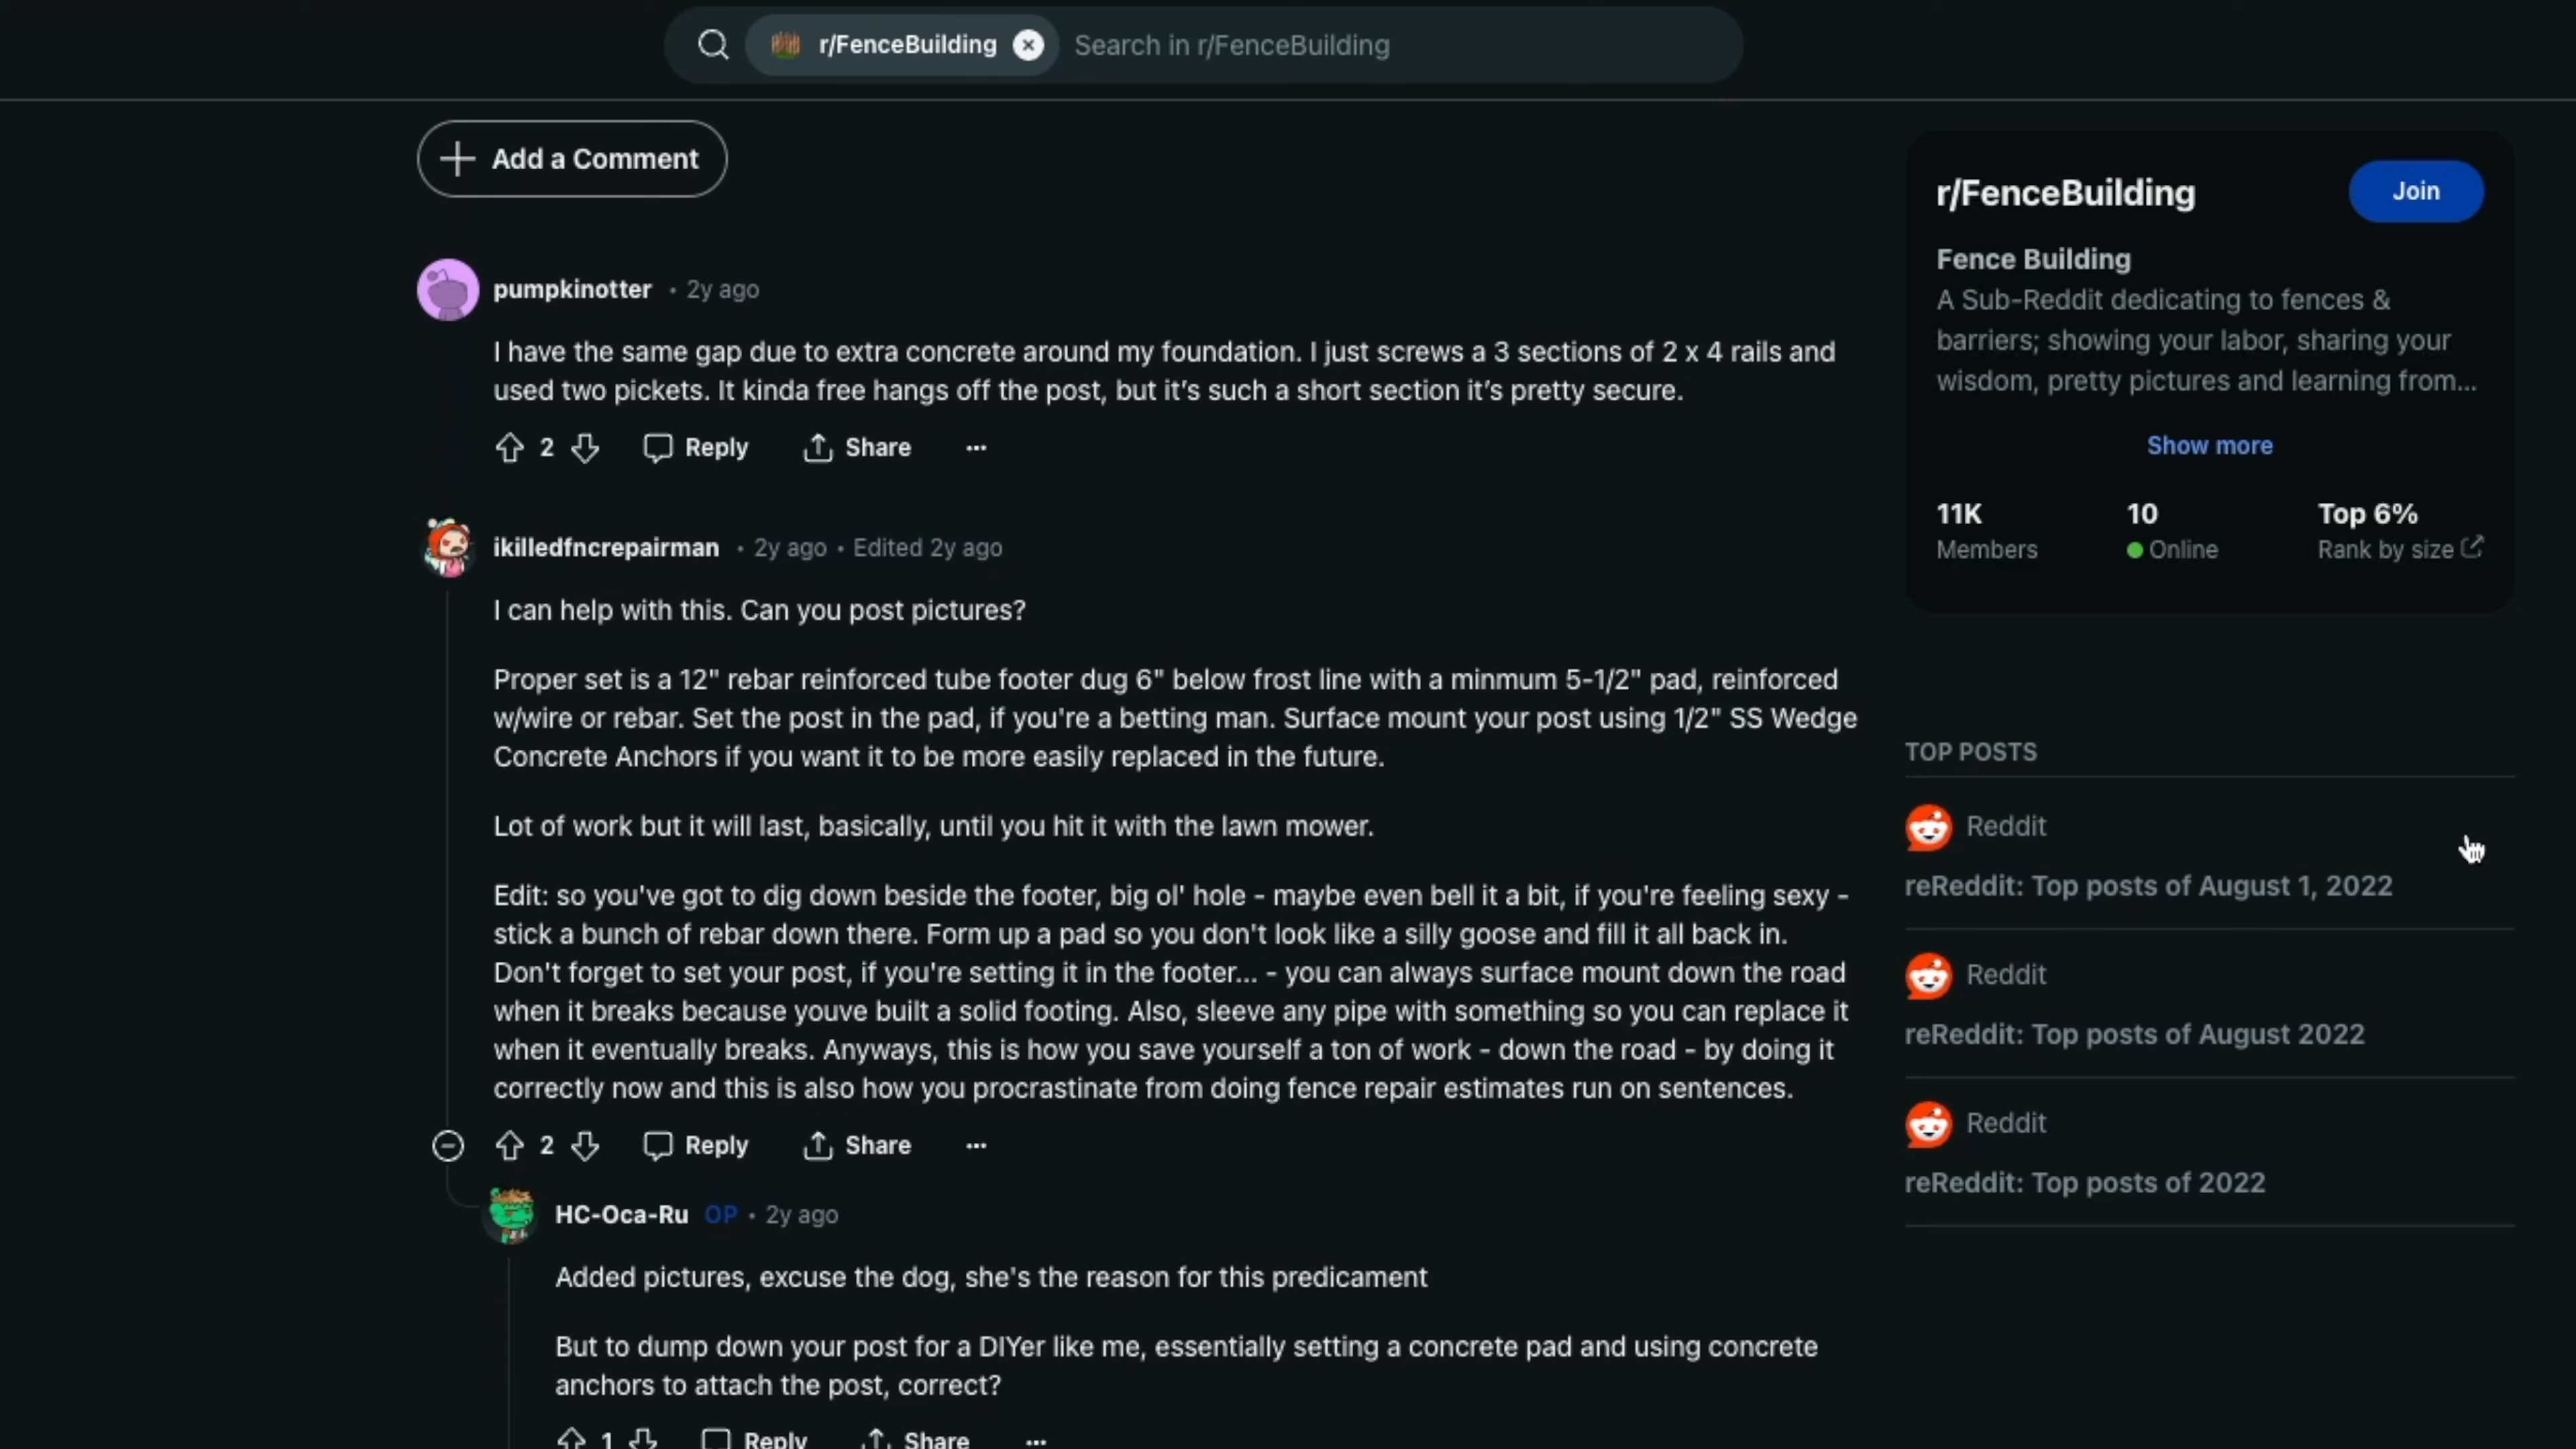 r/FenceBuilding Search in r/FenceBuilding
Add a Comment
pumpkinotter • 2y ago
I have the same gap due to extra concrete around my foundation. I just screws a 3 sections of 2 x 4 rails and
used two pickets. It kinda free hangs off the post, but it's such a short section it's pretty secure.
2 Reply Share ...
ikilledfncrepairman • 2y ago • Edited 2y ago
I can help with this. Can you post pictures?
Proper set is a 12" rebar reinforced tube footer dug 6" below frost line with a minmum 5-1/2" pad, reinforced
w/wire or rebar. Set the post in the pad, if you're a betting man. Surface mount your post using 1/2" SS Wedge
Concrete Anchors if you want it to be more easily replaced in the future.
Lot of work but it will last, basically, until you hit it with the lawn mower.
Edit: so you've got to dig down beside the footer, big ol' hole - maybe even bell it a bit, if you're feeling sexy -
stick a bunch of rebar down there. Form up a pad so you don't look like a silly goose and fill it all back in.
Don't forget to set your post, if you're setting it in the footer... - you can always surface mount down the road
when it breaks because youve built a solid footing. Also, sleeve any pipe with something so you can replace it
when it eventually breaks. Anyways, this is how you save yourself a ton of work - down the road - by doing it
correctly now and this is also how you procrastinate from doing fence repair estimates run on sentences.
2 Reply Share ...
HC-Oca-Ru OP • 2y ago
Added pictures, excuse the dog, she's the reason for this predicament
But to dump down your post for a DIYer like me, essentially setting a concrete pad and using concrete
anchors to attach the post, correct?
1 Reply Share ...
r/FenceBuilding
Join
Fence Building
A Sub-Reddit dedicating to fences &
barriers; showing your labor, sharing your
wisdom, pretty pictures and learning from...
Show more
11K 10 Top 6%
Members Online Rank by size
TOP POSTS
Reddit
reReddit: Top posts of August 1, 2022
Reddit
reReddit: Top posts of August 2022
Reddit
reReddit: Top posts of 2022